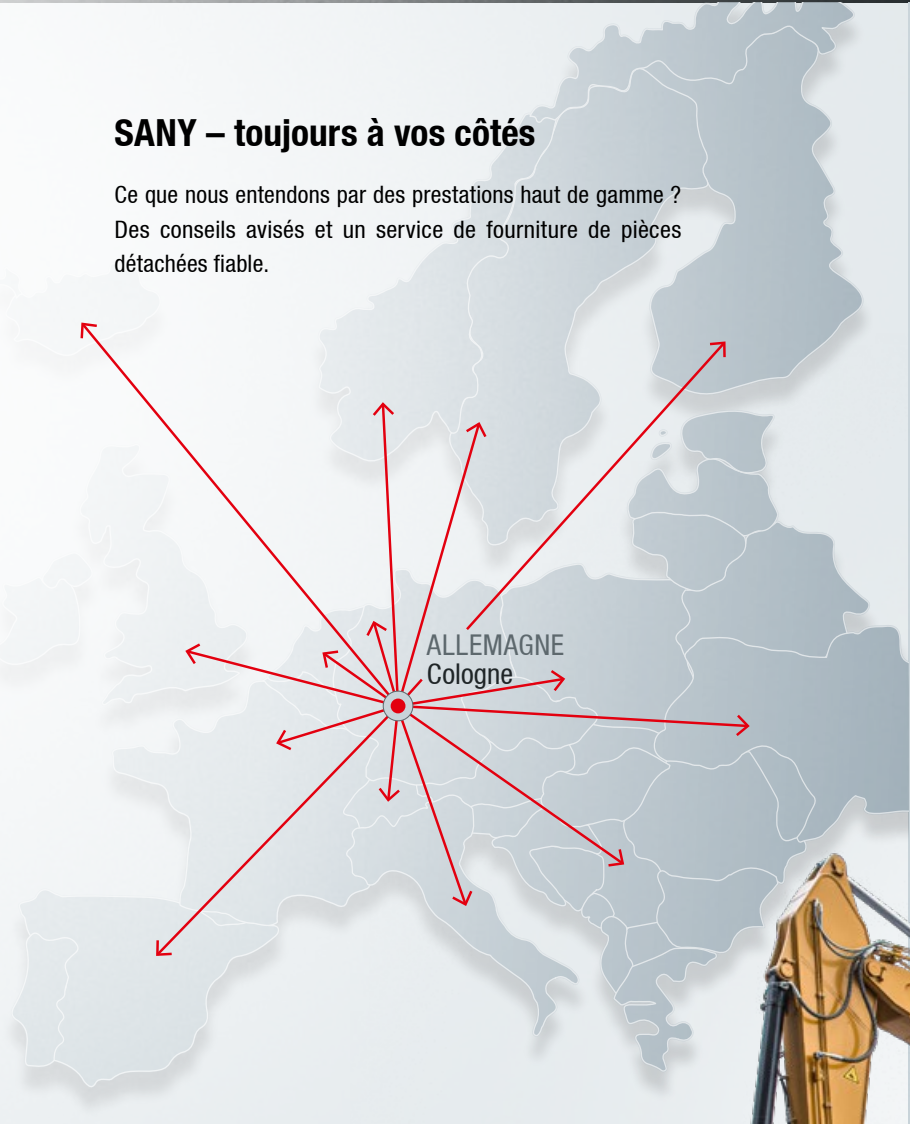 SANY – toujours à vos côtés
Ce que nous entendons par des prestations haut de gamme ?
Des conseils avisés et un service de fourniture de pièces
détachées fiable.
ALLEMAGNE
Cologne